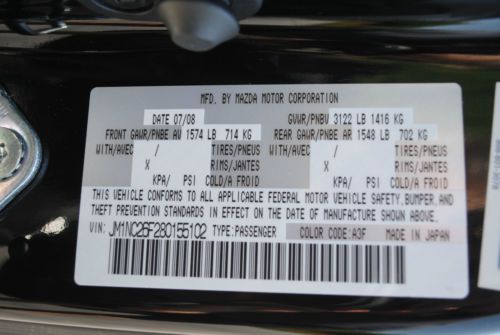 MFD. BY MAZDA MOTOR CORPORATION
DATE 07/08 GVWR/PNBV 3122 LB 1416 KG
FRONT GAWR/PNBE AV 1574 LB 714 KG REAR GAWR/PNBE AR 1548 LB 702 KG
WITH/AVEC / TIRES/PNEUS WITH/AVEC / TIRES/PNEUS
X RIMS/JANTES X RIMS/JANTES
KPA/ PSI COLD/A FROID KPA/ PSI COLD/A FROID
THIS VEHICLE CONFORMS TO ALL APPLICABLE FEDERAL MOTOR VEHICLE SAFETY, BUMPER, AND
THEFT PREVENTION STANDARDS IN EFFECT ON THE DATE OF MANUFACTURE SHOWN ABOVE.
VIN: JM1NC26F280155102 TYPE:PASSENGER COLOR CODE: A3F MADE IN JAPAN